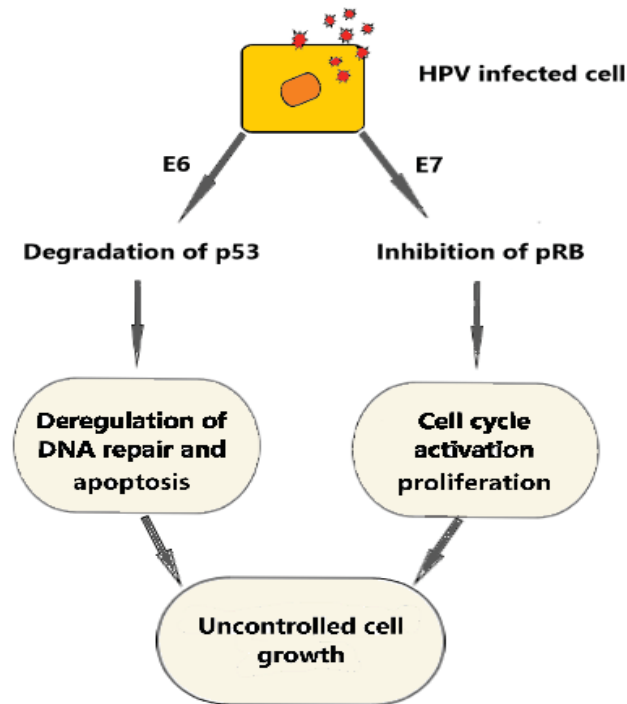 HPV infected cell
E6
E7
Degradation of p53
Inhibition of pRB
Deregulation of
DNA repair and
apoptosis
Cell cycle
activation
proliferation
Uncontrolled cell
growth